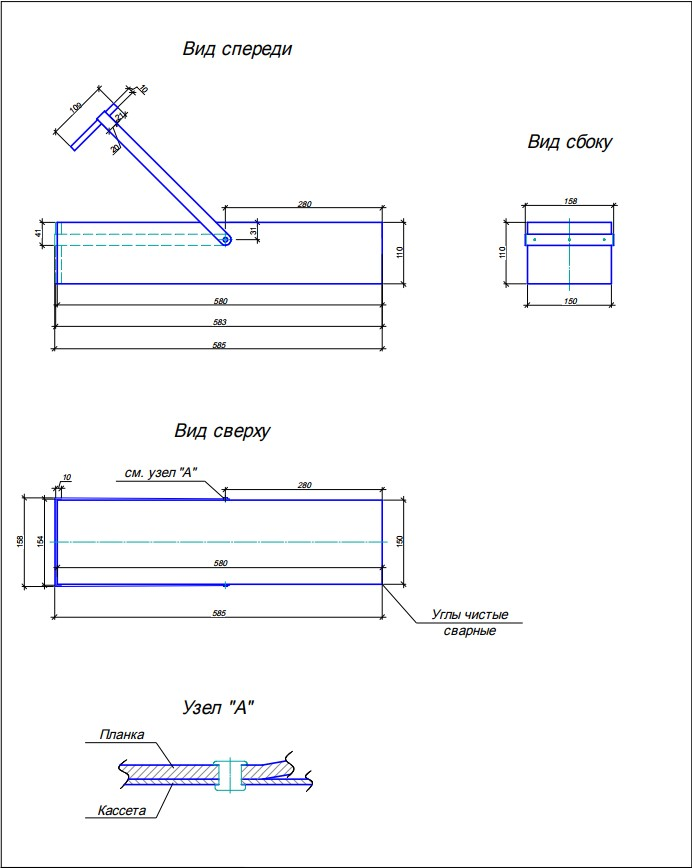 Вид спереди
109
10
21
20
280
41
31
110
580
583
585
Вид сбоку
158
110
150
Вид сверху
см. узел "А"
10
280
158
154
150
580
585
Углы чистые
сварные
Узел "А"
Планка
Кассета